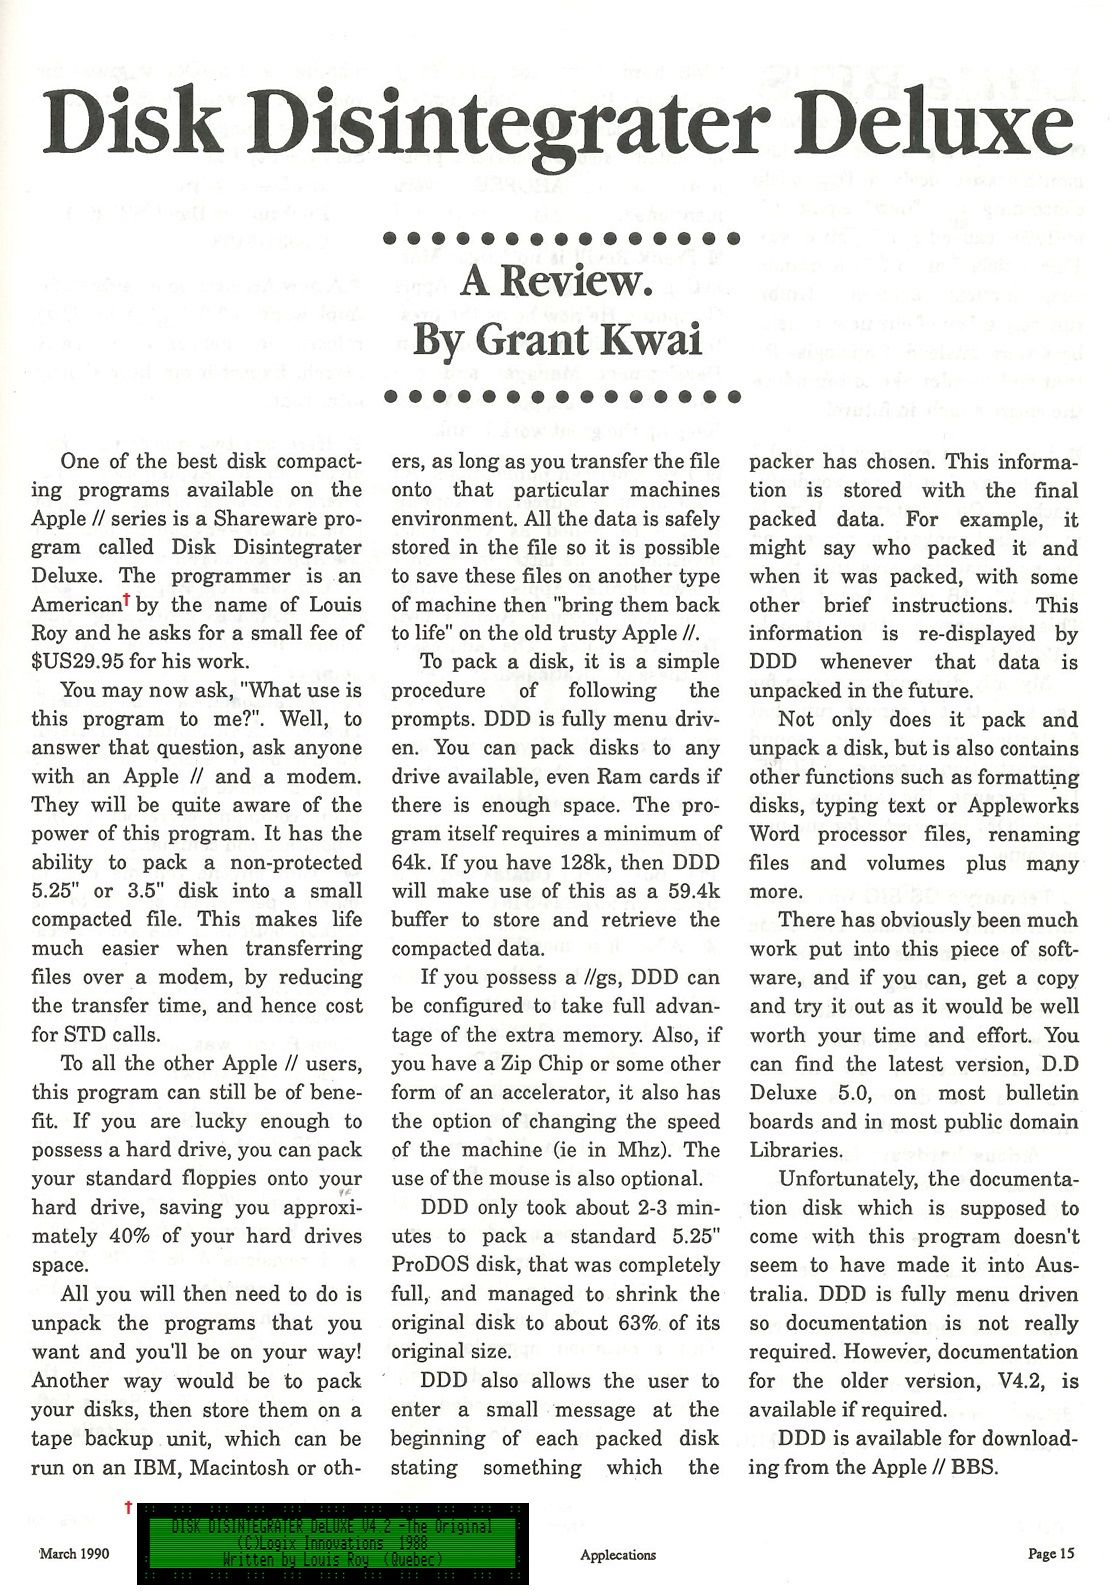 Disk Disintegrater Deluxe
A Review.
By Grant Kwai
One of the best disk compact-
ing programs available on the
Apple // series is a Shareware pro-
gram called Disk Disintegrater
Deluxe. The programmer is an
American† by the name of Louis
Roy and he asks for a small fee of
$US29.95 for his work.
You may now ask, "What use is
this program to me?". Well, to
answer that question, ask anyone
with an Apple // and a modem.
They will be quite aware of the
power of this program. It has the
ability to pack a non-protected
5.25" or 3.5" disk into a small
compacted file. This makes life
much easier when transferring
files over a modem, by reducing
the transfer time, and hence cost
for STD calls.
To all the other Apple // users,
this program can still be of bene-
fit. If you are lucky enough to
possess a hard drive, you can pack
your standard floppies onto your
hard drive, saving you approxi-
mately 40% of your hard drives
space.
All you will then need to do is
unpack the programs that you
want and you'll be on your way!
Another way would be to pack
your disks, then store them on a
tape backup unit, which can be
run on an IBM, Macintosh or oth-
ers, as long as you transfer the file
onto that particular machines
environment. All the data is safely
stored in the file so it is possible
to save these files on another type
of machine then "bring them back
to life" on the old trusty Apple //.
To pack a disk, it is a simple
procedure of following the
prompts. DDD is fully menu driv-
en. You can pack disks to any
drive available, even Ram cards if
there is enough space. The pro-
gram itself requires a minimum of
64k. If you have 128k, then DDD
will make use of this as a 59.4k
buffer to store and retrieve the
compacted data.
If you possess a //gs, DDD can
be configured to take full advan-
tage of the extra memory. Also, if
you have a Zip Chip or some other
form of an accelerator, it also has
the option of changing the speed
of the machine (ie in Mhz). The
use of the mouse is also optional.
DDD only took about 2-3 min-
utes to pack a standard 5.25"
ProDOS disk, that was completely
full, and managed to shrink the
original disk to about 63% of its
original size.
DDD also allows the user to
enter a small message at the
beginning of each packed disk
stating something which the
packer has chosen. This informa-
tion is stored with the final
packed data. For example, it
might say who packed it and
when it was packed, with some
other brief instructions. This
information is re-displayed by
DDD whenever that data is
unpacked in the future.
Not only does it pack and
unpack a disk, but is also contains
other functions such as formatting
disks, typing text or Appleworks
Word processor files, renaming
files and volumes plus many
more.
There has obviously been much
work put into this piece of soft-
ware, and if you can, get a copy
and try it out as it would be well
worth your time and effort. You
can find the latest version, D.D
Deluxe 5.0, on most bulletin
boards and in most public domain
Libraries.
Unfortunately, the documenta-
tion disk which is supposed to
come with this program doesn't
seem to have made it into Aus-
tralia. DDD is fully menu driven
so documentation is not really
required. However, documentation
for the older version, V4.2, is
available if required.
DDD is available for download-
ing from the Apple // BBS.
†
DISK DISINTEGRATER DeLUXE V4.2 -The Original
(C)Logix Innovations 1988
Written by Louis Roy (Quebec)
March 1990
Applecations
Page 15